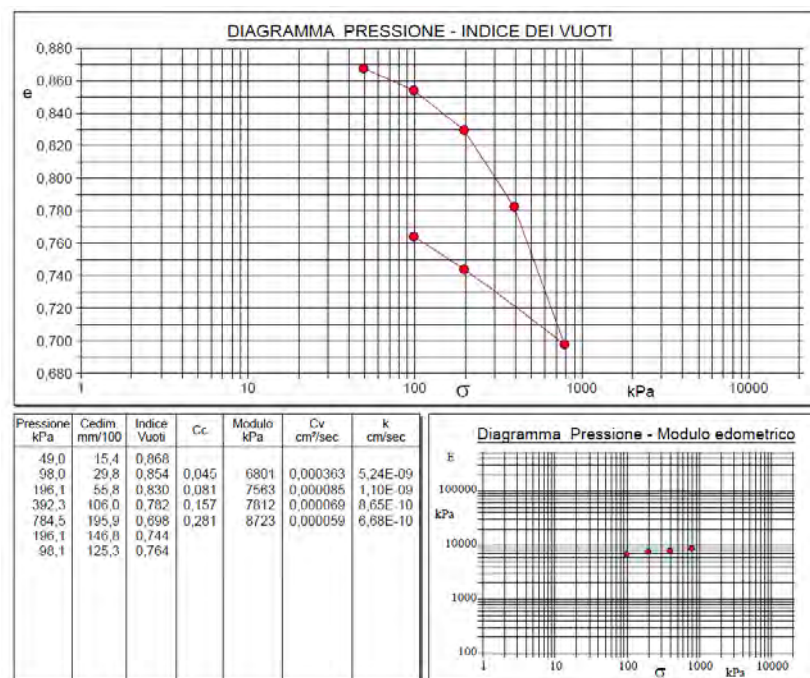 DIAGRAMMA PRESSIONE - INDICE DEI VUOTI
0,880
0,860
e
0,840
0,820
0,800
0,780
0,760
0,740
0,720
0,700
0,680
1 10 100 σ 1000 kPa 10000
Pressione kPa Cedim. mm/100 Indice Vuoti Cc Modulo kPa Cv cm²/sec k cm/sec
49,0 15,4 0,868
98,0 29,8 0,854 0,045 6801 0,000363 5,24E-09
196,1 55,8 0,830 0,081 7563 0,000085 1,10E-09
392,3 106,0 0,782 0,157 7812 0,000069 8,65E-10
784,5 195,9 0,698 0,281 8723 0,000059 6,68E-10
196,1 146,8 0,744
98,1 125,3 0,764
Diagramma Pressione - Modulo edometrico
E
100000
kPa
10000
1000
100
1 10 100 σ 1000 kPa 10000